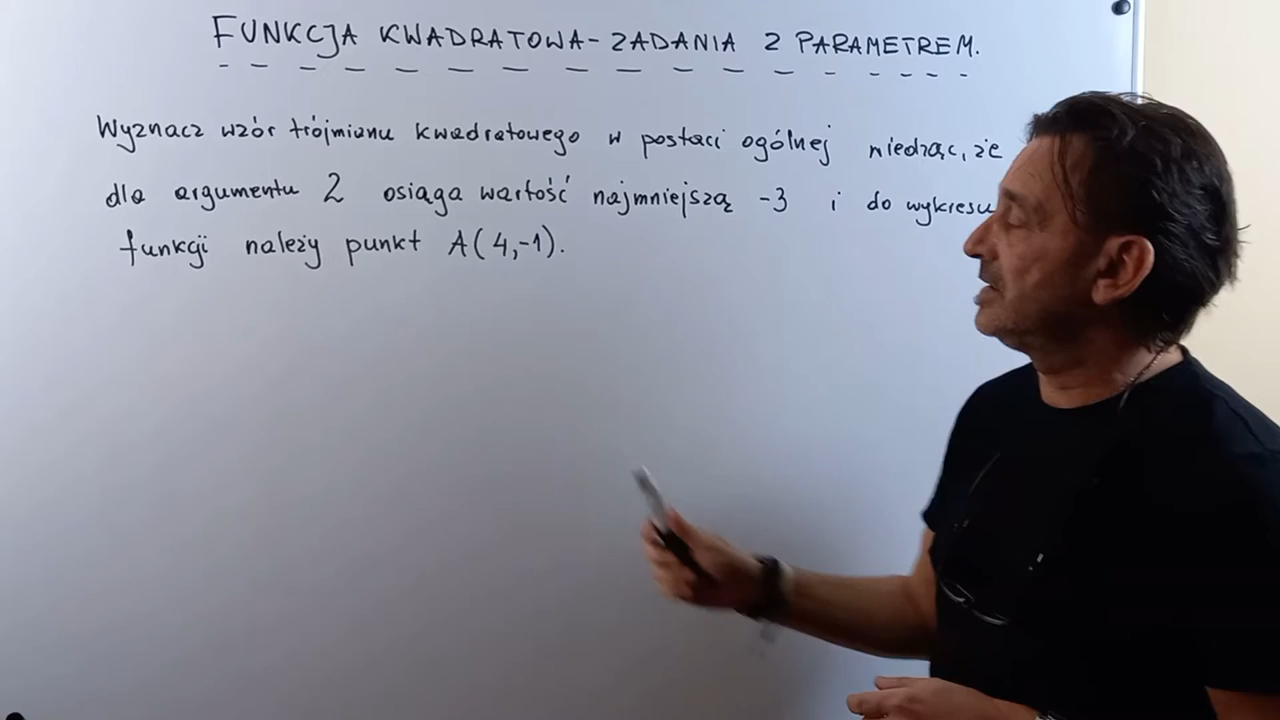 FUNKCJA KWADRATOWA - ZADANIA Z PARAMETREM.
Wyznacz wzór trójmianu kwadratowego w postaci ogólnej wiedząc, że
dla argumentu 2 osiąga wartość najmniejszą -3 i do wykresu
funkcji należy punkt A(4,-1).